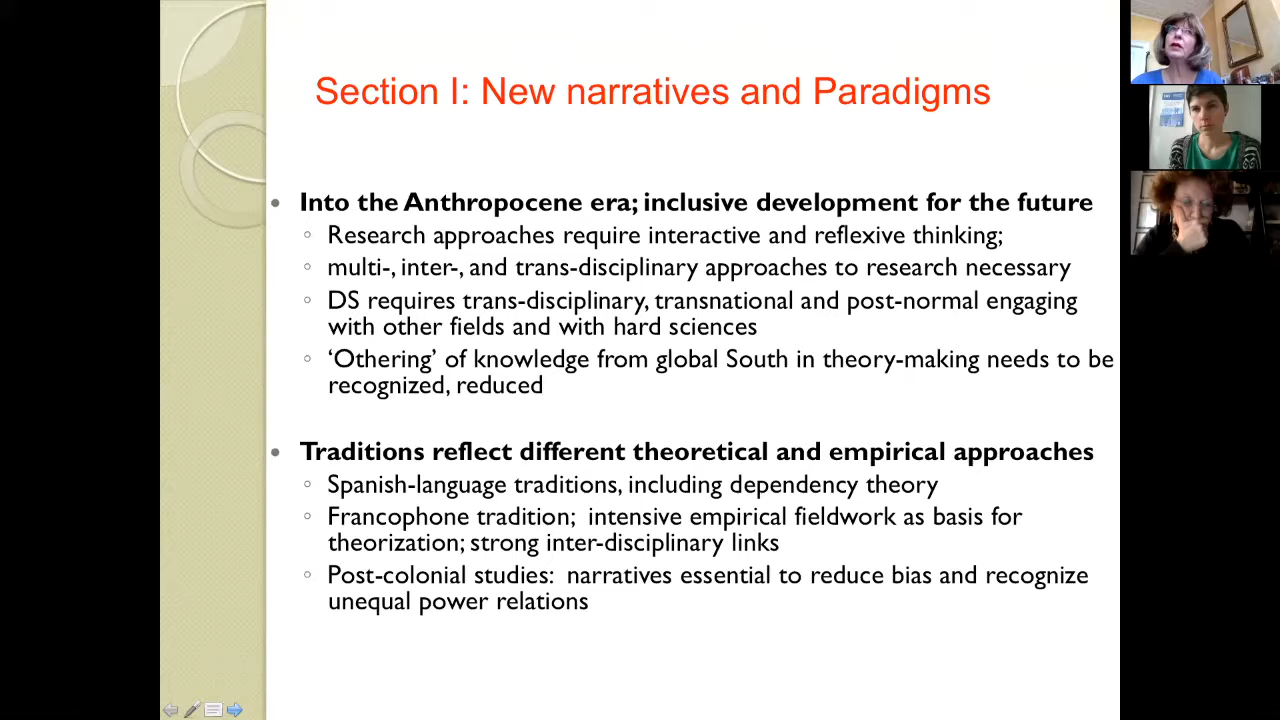 Section I: New narratives and Paradigms
Into the Anthropocene era; inclusive development for the future
Research approaches require interactive and reflexive thinking;
multi-, inter-, and trans-disciplinary approaches to research necessary
DS requires trans-disciplinary, transnational and post-normal engaging
with other fields and with hard sciences
‘Othering’ of knowledge from global South in theory-making needs to be
recognized, reduced
Traditions reflect different theoretical and empirical approaches
Spanish-language traditions, including dependency theory
Francophone tradition;  intensive empirical fieldwork as basis for
theorization; strong inter-disciplinary links
Post-colonial studies:  narratives essential to reduce bias and recognize
unequal power relations